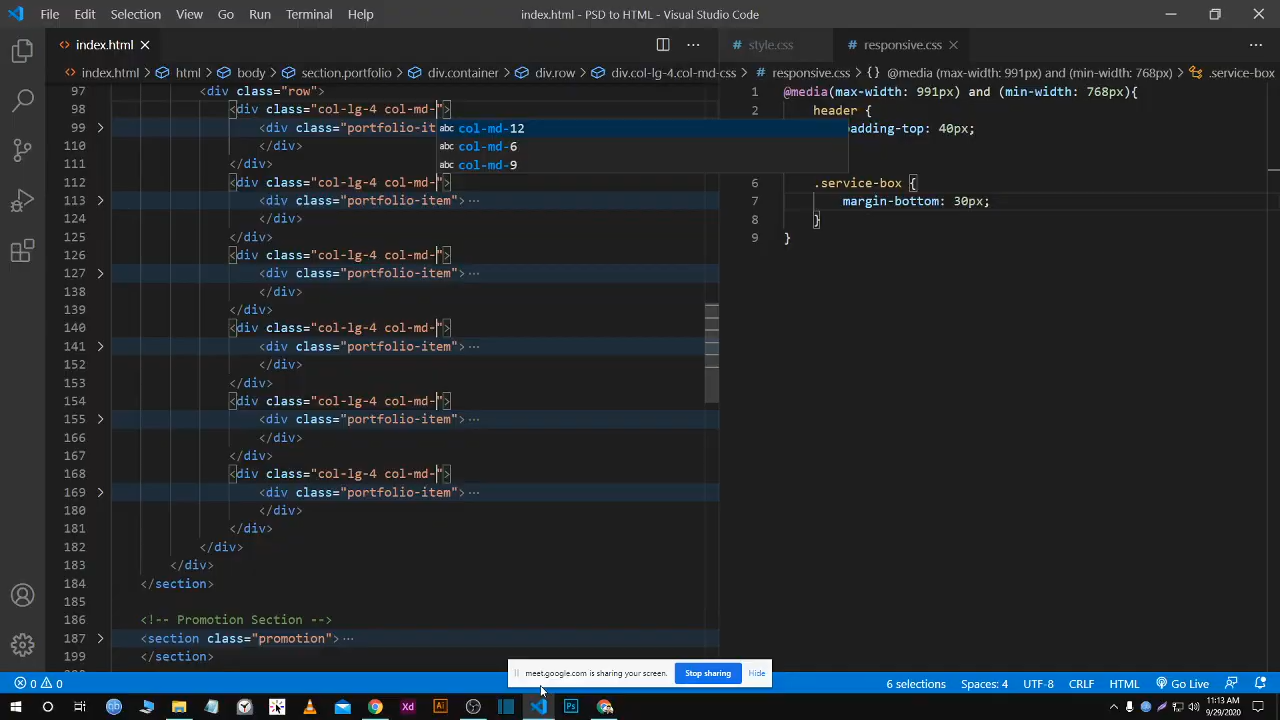 File Edit Selection View Go Run Terminal Help index.html - PSD to HTML - Visual Studio Code
index.html style.css responsive.css
index.html > html > body > section.portfolio > div.container > div.row > div.col-lg-4.col-md- css > responsive.css > {} @media (max-width: 991px) and (min-width: 768px) > .service-box
97 <div class="row">
98 <div class="col-lg-4 col-md-">
99 <div class="portfolio-it
110 </div>
111 </div>
112 <div class="col-lg-4 col-md-">
113 <div class="portfolio-item"> ...
125 </div>
126 <div class="col-lg-4 col-md-">
127 <div class="portfolio-item"> ...
138 </div>
139 </div>
140 <div class="col-lg-4 col-md-">
141 <div class="portfolio-item"> ...
152 </div>
153 </div>
154 <div class="col-lg-4 col-md-">
155 <div class="portfolio-item"> ...
166 </div>
167 </div>
168 <div class="col-lg-4 col-md-">
169 <div class="portfolio-item"> ...
180 </div>
181 </div>
182 </div>
183 </div>
184 </section>
185
186 <!-- Promotion Section -->
187 <section class="promotion"> ...
199 </section>
abc col-md-12
abc col-md-6
abc col-md-9
1 @media(max-width: 991px) and (min-width: 768px){
2 header {
padding-top: 40px;
6 .service-box {
7 margin-bottom: 30px;
8 }
9 }
meet.google.com is sharing your screen. Stop sharing Hide
0 0 6 selections Spaces: 4 UTF-8 CRLF HTML Go Live
11:13 AM
9/29/2020